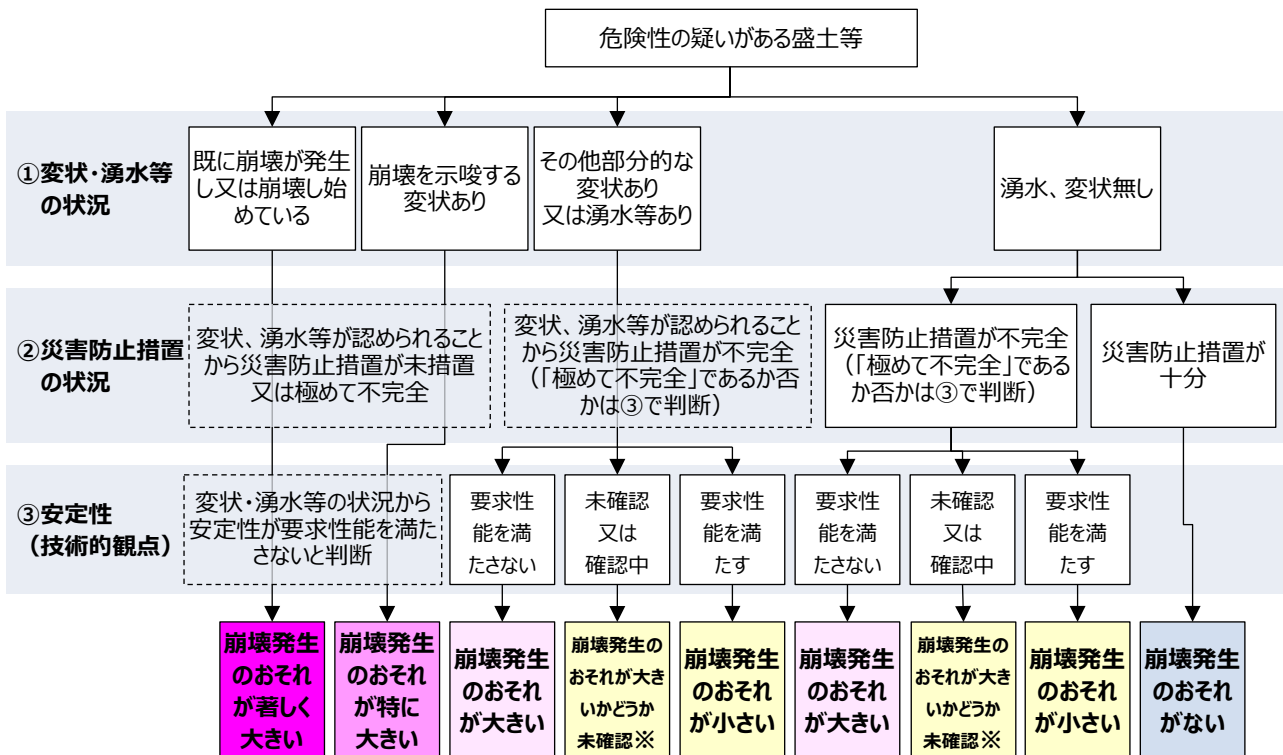 危険性の疑いがある盛土等
①変状・湧水等
の状況
既に崩壊が発生
し又は崩壊し始
めている
崩壊を示唆する
変状あり
その他部分的な
変状あり
又は湧水等あり
湧水、変状無し
②災害防止措置
の状況
変状、湧水等が認められること
から災害防止措置が未措置
又は極めて不完全
変状、湧水等が認められること
から災害防止措置が不完全
（「極めて不完全」であるか否
かは③で判断）
災害防止措置が不完全
（「極めて不完全」である
か否かは③で判断）
災害防止措置が
十分
③安定性
（技術的観点）
変状・湧水等の状況から
安定性が要求性能を満た
さないと判断
要求性
能を満
たさない
未確認
又は
確認中
要求性
能を満
たす
要求性
能を満
たさない
未確認
又は
確認中
要求性
能を満
たす
崩壊発生
のおそれ
が著しく
大きい
崩壊発生
のおそれ
が特に
大きい
崩壊発生
のおそれ
が大きい
崩壊発生の
おそれが大き
いかどうか
未確認※
崩壊発生
のおそれ
が小さい
崩壊発生
のおそれ
が大きい
崩壊発生の
おそれが大き
いかどうか
未確認※
崩壊発生
のおそれ
が小さい
崩壊発生
のおそれ
がない